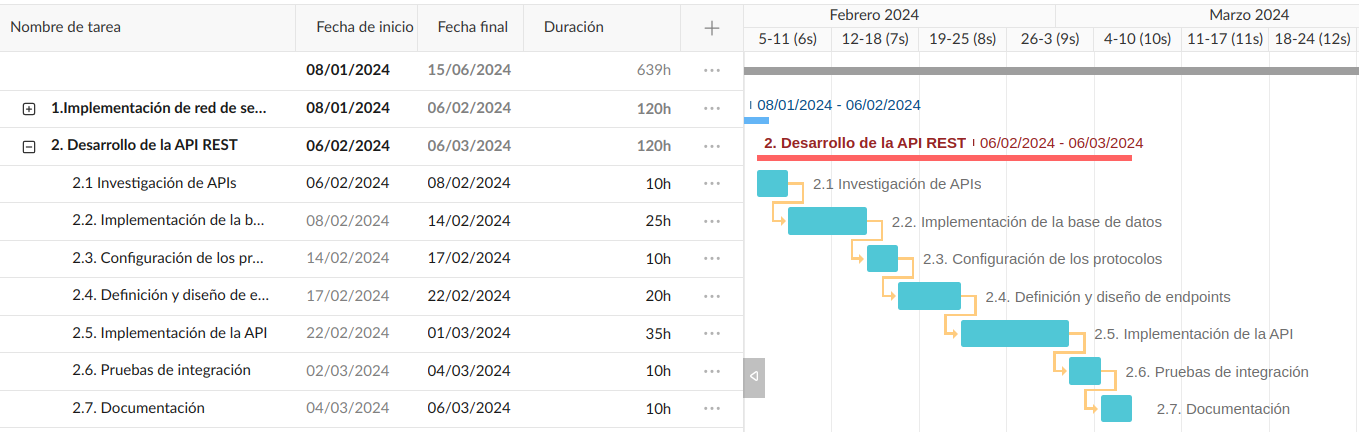 Nombre de tarea Fecha de inicio Fecha final Duración
Febrero 2024 Marzo 2024
5-11 (6s) 12-18 (7s) 19-25 (8s) 26-3 (9s) 4-10 (10s) 11-17 (11s) 18-24 (12s)
08/01/2024 15/06/2024 639h
1.Implementación de red de se... 08/01/2024 06/02/2024 120h
08/01/2024 - 06/02/2024
2. Desarrollo de la API REST 06/02/2024 06/03/2024 120h
2. Desarrollo de la API REST 06/02/2024 - 06/03/2024
2.1 Investigación de APIs 06/02/2024 08/02/2024 10h
2.1 Investigación de APIs
2.2. Implementación de la b... 08/02/2024 14/02/2024 25h
2.2. Implementación de la base de datos
2.3. Configuración de los pr... 14/02/2024 17/02/2024 10h
2.3. Configuración de los protocolos
2.4. Definición y diseño de e... 17/02/2024 22/02/2024 20h
2.4. Definición y diseño de endpoints
2.5. Implementación de la API 22/02/2024 01/03/2024 35h
2.5. Implementación de la API
2.6. Pruebas de integración 02/03/2024 04/03/2024 10h
2.6. Pruebas de integración
2.7. Documentación 04/03/2024 06/03/2024 10h
2.7. Documentación